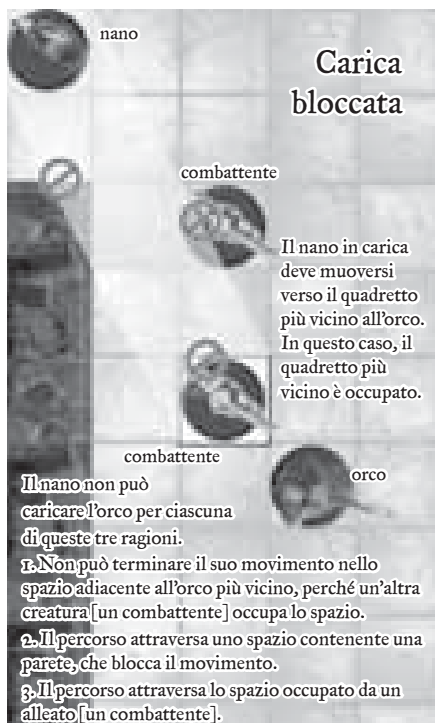 nano
Carica
bloccata
combattente
Il nano in carica
deve muoversi
verso il quadretto
più vicino all'orco.
In questo caso, il
quadretto più
vicino è occupato.
combattente
orco
Il nano non può
caricare l'orco per ciascuna
di queste tre ragioni.
1. Non può terminare il suo movimento nello
spazio adiacente all'orco più vicino, perché un'altra
creatura [un combattente] occupa lo spazio.
2. Il percorso attraversa uno spazio contenente una
parete, che blocca il movimento.
3. Il percorso attraversa lo spazio occupato da un
alleato [un combattente].